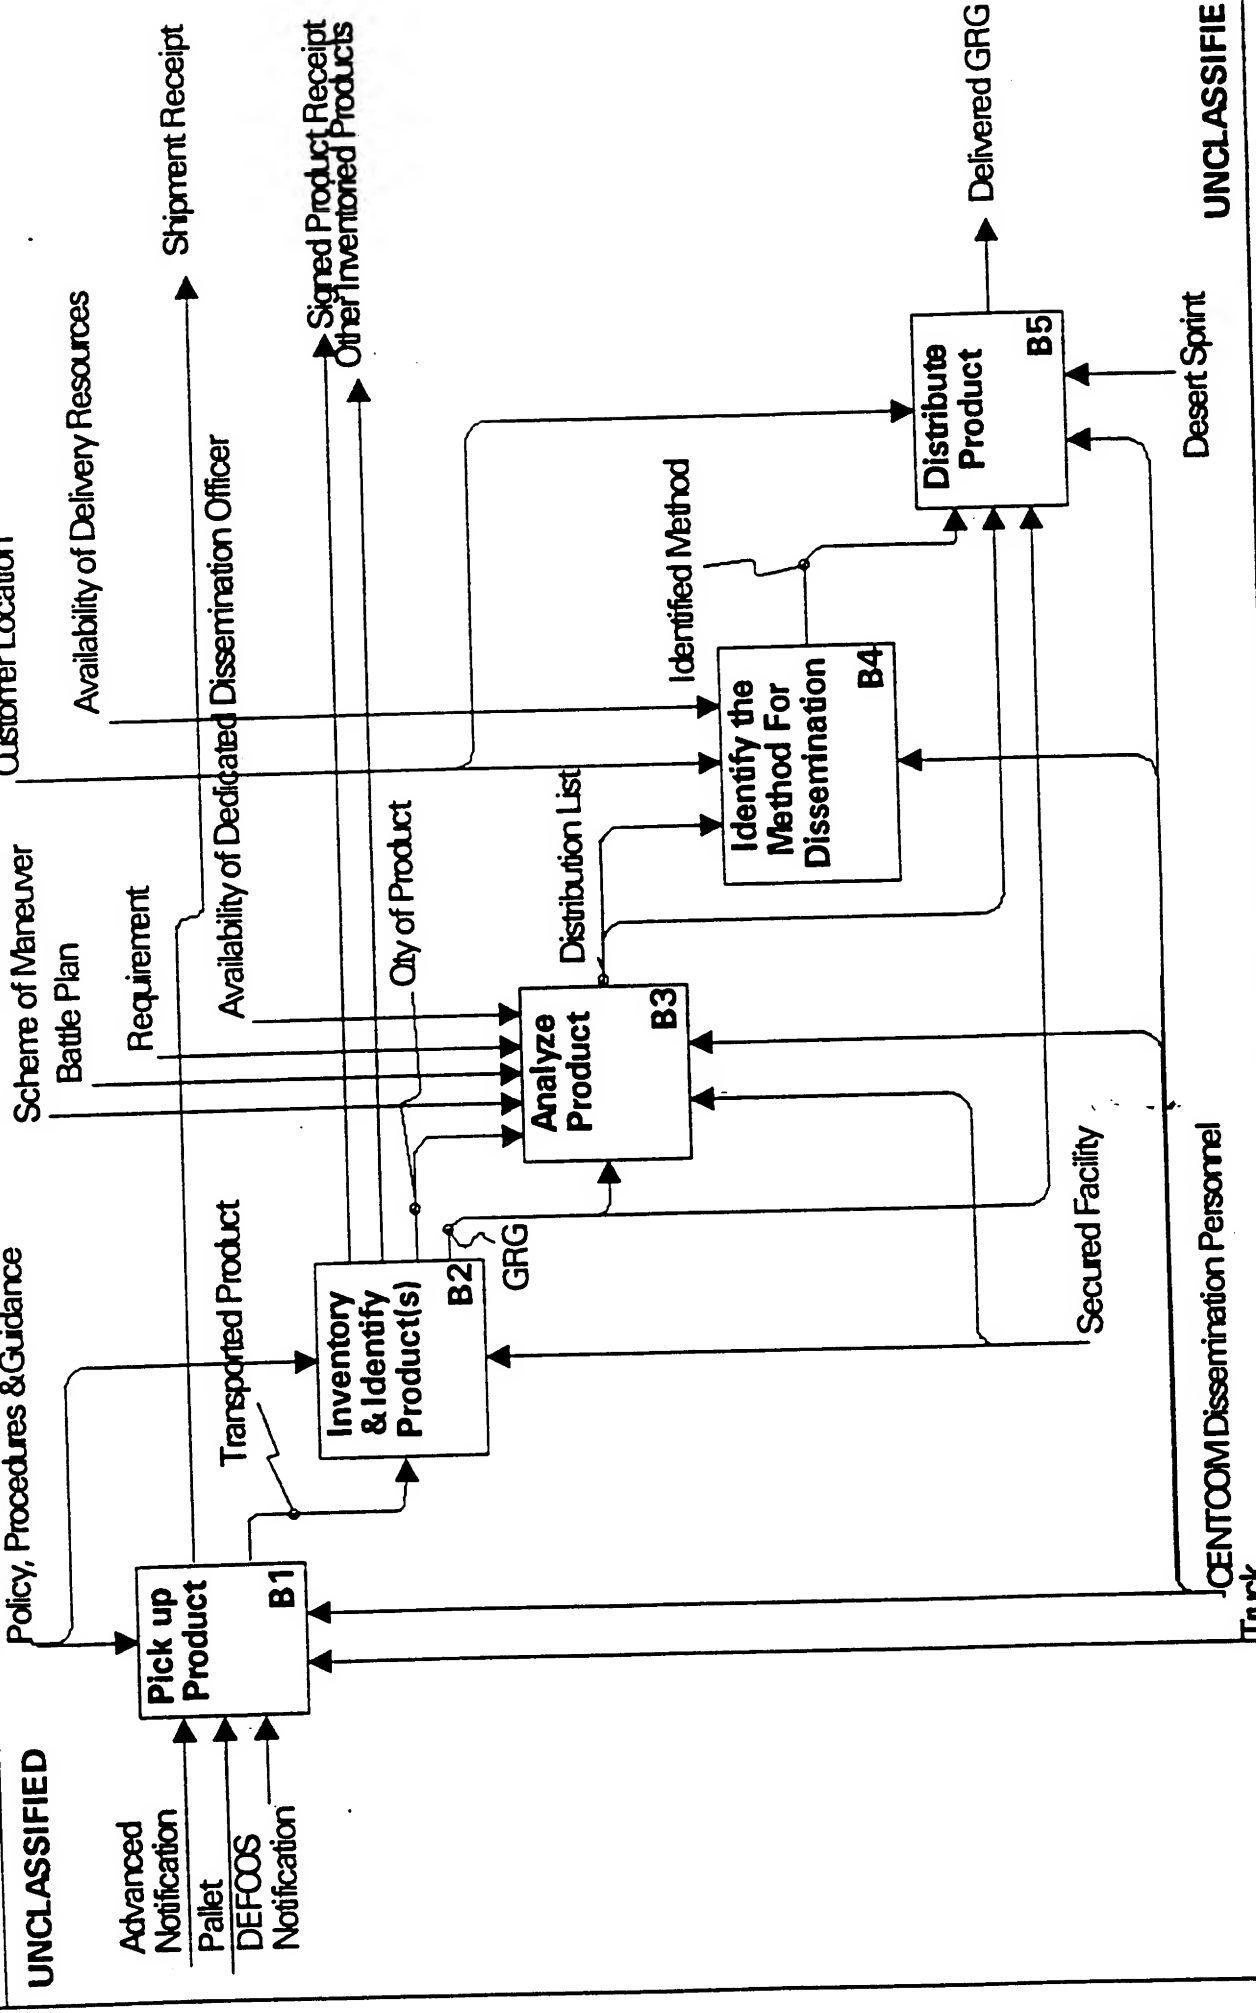 UNCLASSIFIED
Policy, Procedures & Guidance
Scheme of Maneuver
Battle Plan
Requirement
Customer Location
Availability of Delivery Resources
Availability of Dedicated Dissemination Officer
Shipment Receipt
Signed Product Receipt
Other Inventoried Products
Advanced
Notification
Pallet
DEFCOS
Notification
Pick up
Product
B1
Transported Product
Inventory
& Identify
Product(s)
B2
GRG
Qty of Product
Analyze
Product
B3
Distribution List
Identify the
Method For
Dissemination
B4
Identified Method
Distribute
Product
B5
Delivered GRG
Secured Facility
Desert Sprint
CENTCOM Dissemination Personnel
Truck
UNCLASSIFIE